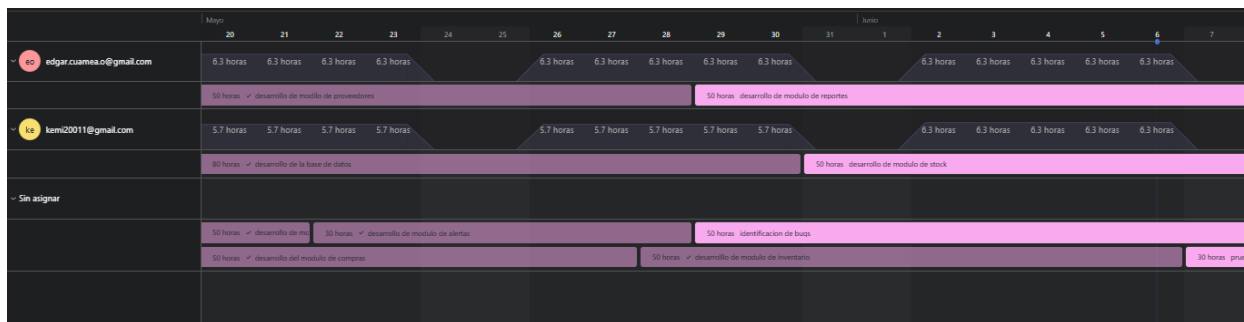 Mayo Junio
20 21 22 23 24 25 26 27 28 29 30 31 1 2 3 4 5 6 7
eo edgar.cuamea.o@gmail.com 6.3 horas 6.3 horas 6.3 horas 6.3 horas 6.3 horas 6.3 horas 6.3 horas 6.3 horas 6.3 horas 6.3 horas 6.3 horas 6.3 horas 6.3 horas 6.3 horas
50 horas ✓ desarrollo de modilo de proveedores 50 horas desarrollo de modulo de reportes
ke kemi20011@gmail.com 5.7 horas 5.7 horas 5.7 horas 5.7 horas 5.7 horas 5.7 horas 5.7 horas 5.7 horas 5.7 horas 6.3 horas 6.3 horas 6.3 horas 6.3 horas 6.3 horas
80 horas ✓ desarrollo de la base de datos 50 horas desarrollo de modulo de stock
Sin asignar
50 horas ✓ desarrollo de mo 30 horas ✓ desarrollo de modulo de alertas 50 horas identificacion de bugs
50 horas ✓ desarrollo del modulo de compras 50 horas ✓ desarrolllo de modulo de inventario 30 horas prue